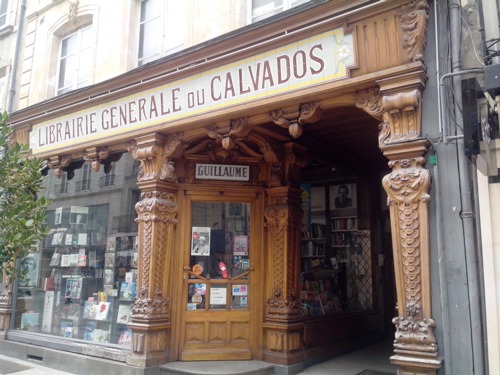 LIBRAIRIE GENERALE DU CALVADOS
GUILLAUME